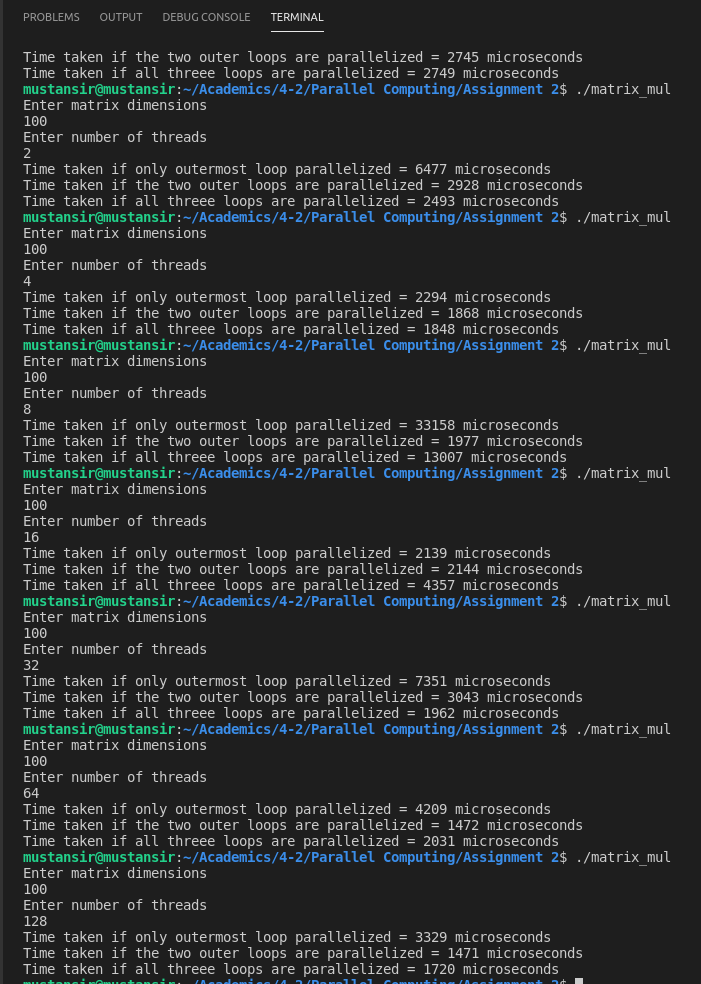 PROBLEMS OUTPUT DEBUG CONSOLE TERMINAL
Time taken if the two outer loops are parallelized = 2745 microseconds
Time taken if all threee loops are parallelized = 2749 microseconds
mustansir@mustansir:~/Academics/4-2/Parallel Computing/Assignment 2$ ./matrix_mul
Enter matrix dimensions
100
Enter number of threads
2
Time taken if only outermost loop parallelized = 6477 microseconds
Time taken if the two outer loops are parallelized = 2928 microseconds
Time taken if all threee loops are parallelized = 2493 microseconds
mustansir@mustansir:~/Academics/4-2/Parallel Computing/Assignment 2$ ./matrix_mul
Enter matrix dimensions
100
Enter number of threads
4
Time taken if only outermost loop parallelized = 2294 microseconds
Time taken if the two outer loops are parallelized = 1868 microseconds
Time taken if all threee loops are parallelized = 1848 microseconds
mustansir@mustansir:~/Academics/4-2/Parallel Computing/Assignment 2$ ./matrix_mul
Enter matrix dimensions
100
Enter number of threads
8
Time taken if only outermost loop parallelized = 33158 microseconds
Time taken if the two outer loops are parallelized = 1977 microseconds
Time taken if all threee loops are parallelized = 13007 microseconds
mustansir@mustansir:~/Academics/4-2/Parallel Computing/Assignment 2$ ./matrix_mul
Enter matrix dimensions
100
Enter number of threads
16
Time taken if only outermost loop parallelized = 2139 microseconds
Time taken if the two outer loops are parallelized = 2144 microseconds
Time taken if all threee loops are parallelized = 4357 microseconds
mustansir@mustansir:~/Academics/4-2/Parallel Computing/Assignment 2$ ./matrix_mul
Enter matrix dimensions
100
Enter number of threads
32
Time taken if only outermost loop parallelized = 7351 microseconds
Time taken if the two outer loops are parallelized = 3043 microseconds
Time taken if all threee loops are parallelized = 1962 microseconds
mustansir@mustansir:~/Academics/4-2/Parallel Computing/Assignment 2$ ./matrix_mul
Enter matrix dimensions
100
Enter number of threads
64
Time taken if only outermost loop parallelized = 4209 microseconds
Time taken if the two outer loops are parallelized = 1472 microseconds
Time taken if all threee loops are parallelized = 2031 microseconds
mustansir@mustansir:~/Academics/4-2/Parallel Computing/Assignment 2$ ./matrix_mul
Enter matrix dimensions
100
Enter number of threads
128
Time taken if only outermost loop parallelized = 3329 microseconds
Time taken if the two outer loops are parallelized = 1471 microseconds
Time taken if all threee loops are parallelized = 1720 microseconds
mustansir@mustansir:~/Academics/4-2/Parallel Computing/Assignment 2$